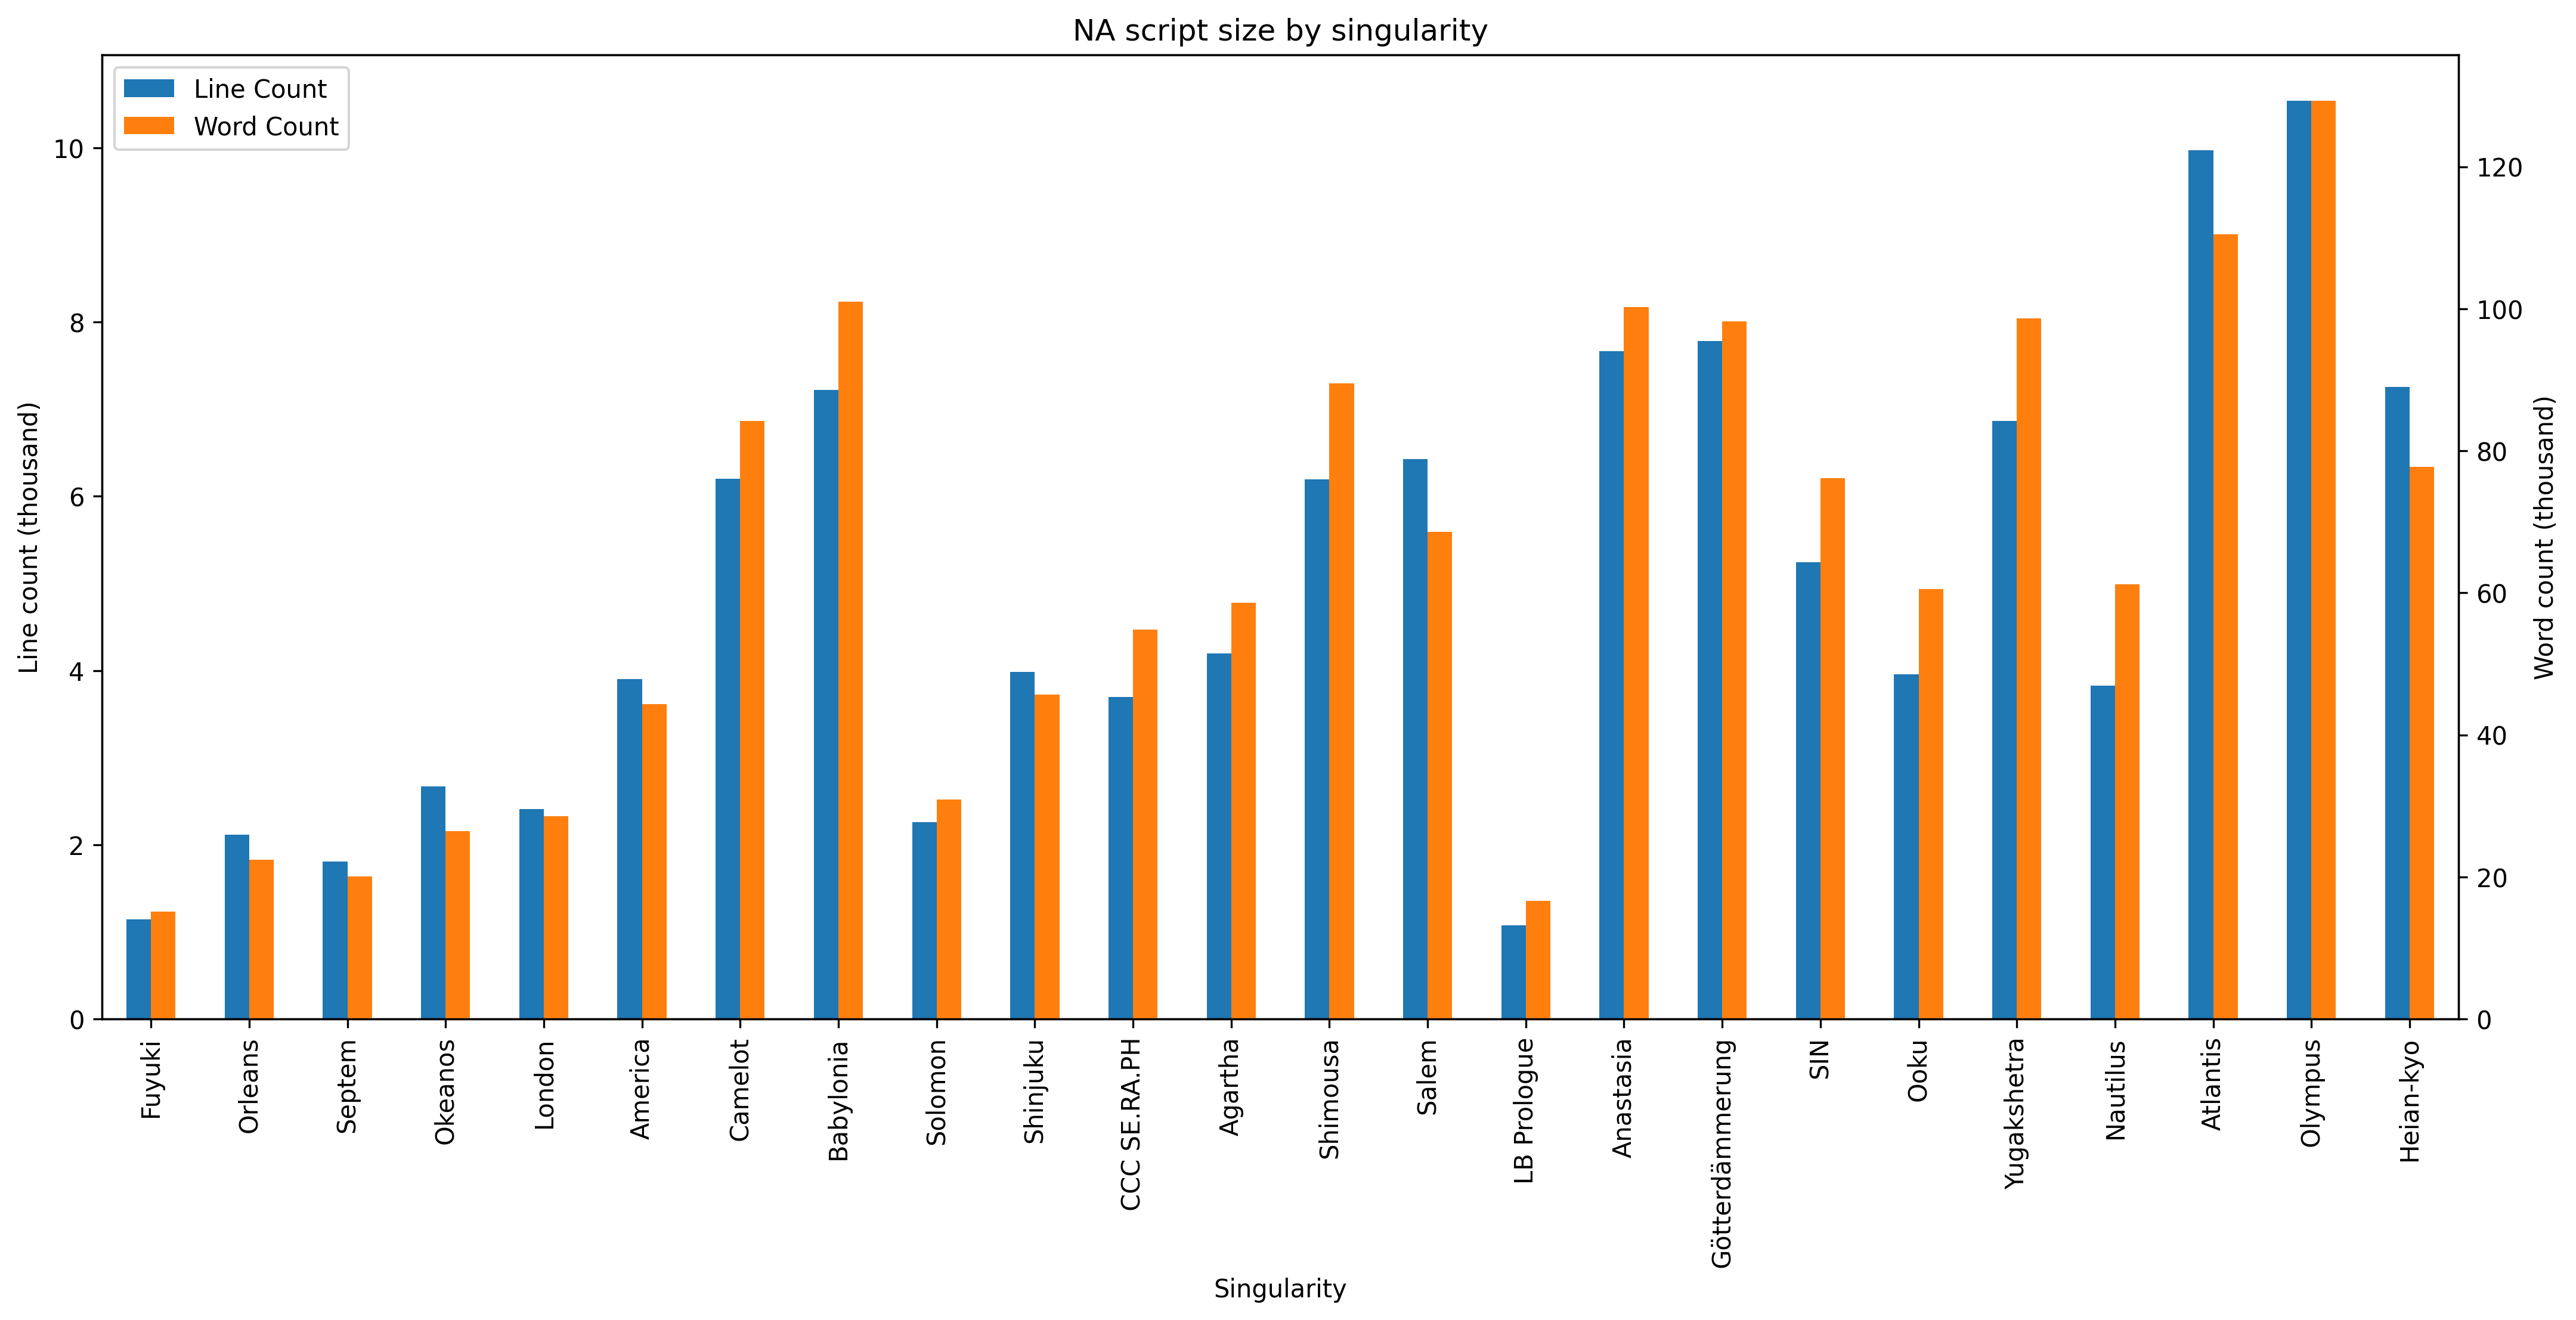 NA script size by singularity
Line Count
Word Count
Line count (thousand)
10
8
6
4
2
0
Word count (thousand)
120
100
80
60
40
20
0
Fuyuki
Orleans
Septem
Okeanos
London
America
Camelot
Babylonia
Solomon
Shinjuku
CCC SE.RA.PH
Agartha
Shimousa
Salem
LB Prologue
Anastasia
Götterdämmerung
SIN
Ooku
Yugakshetra
Nautilus
Atlantis
Olympus
Heian-kyo
Singularity